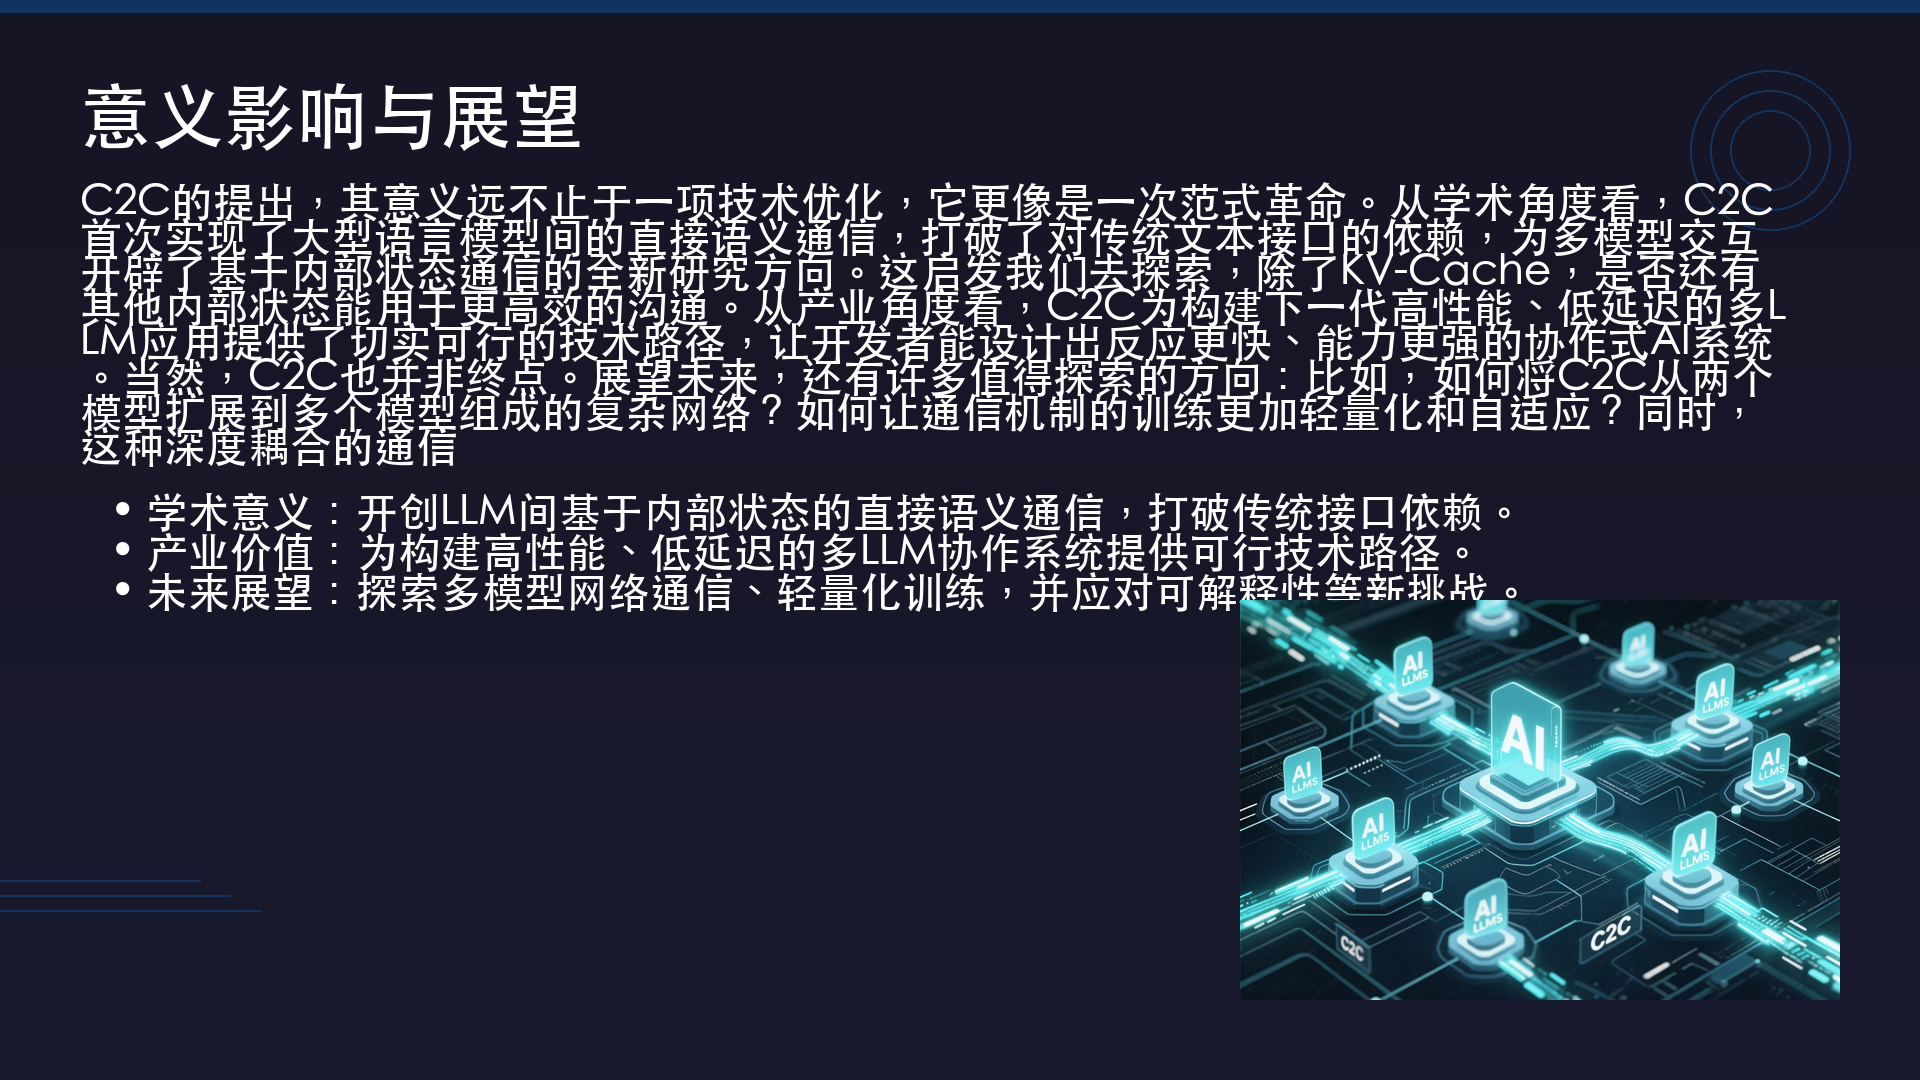 意义影响与展望
C2C的提出，其意义远不止于一项技术优化，它更像是一次范式革命。从学术角度看，C2C
首次实现了大型语言模型间的直接语义通信，打破了对传统文本接口的依赖，为多模型交互
开辟了基于内部状态通信的全新研究方向。这启发我们去探索，除了KV-Cache，是否还有
其他内部状态能用于更高效的沟通。从产业角度看，C2C为构建下一代高性能、低延迟的多L
LM应用提供了切实可行的技术路径，让开发者能设计出反应更快、能力更强的协作式AI系统
。当然，C2C也并非终点。展望未来，还有许多值得探索的方向：比如，如何将C2C从两个
模型扩展到多个模型组成的复杂网络？如何让通信机制的训练更加轻量化和自适应？同时，
这种深度耦合的通信
• 学术意义：开创LLM间基于内部状态的直接语义通信，打破传统接口依赖。
• 产业价值：为构建高性能、低延迟的多LLM协作系统提供可行技术路径。
• 未来展望：探索多模型网络通信、轻量化训练，并应对可解释性等新挑战。
AI
LLMS
AI
LLMS
AI
LLMS
AI
AI
LLMS
AI
LLMS
AI
LLMS
AI
LLMS
AI
LLMS
C2C
C2C